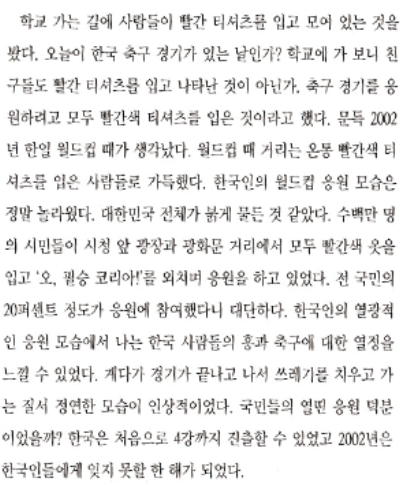 학교 가는 길에 사람들이 빨간 티셔츠를 입고 모여 있는 것을
봤다. 오늘이 한국 축구 경기가 있는 날인가? 학교에 가 보니 친
구들도 빨간 티셔츠를 입고 나타난 것이 아닌가. 축구 경기를 응
원하려고 모두 빨간색 티셔츠를 입은 것이라고 했다. 문득 2002
년 한일 월드컵 때가 생각났다. 월드컵 때 거리는 온통 빨간색 티
셔츠를 입은 사람들로 가득했다. 한국인의 월드컵 응원 모습은
정말 놀라웠다. 대한민국 전체가 붉게 물든 것 같았다. 수백만 명
의 시민들이 시청 앞 광장과 광화문 거리에서 모두 빨간색 옷을
입고 ‘오, 필승 코리아!’를 외치며 응원을 하고 있었다. 전 국민의
20퍼센트 정도가 응원에 참여했다니 대단하다. 한국인의 열광적
인 응원 모습에서 나는 한국 사람들의 흥과 축구에 대한 열정을
느낄 수 있었다. 게다가 경기가 끝나고 나서 쓰레기를 치우고 가
는 질서 정연한 모습이 인상적이었다. 국민들의 열띤 응원 덕분
이었을까? 한국은 처음으로 4강까지 진출할 수 있었고 2002년은
한국인들에게 잊지 못할 한 해가 되었다.